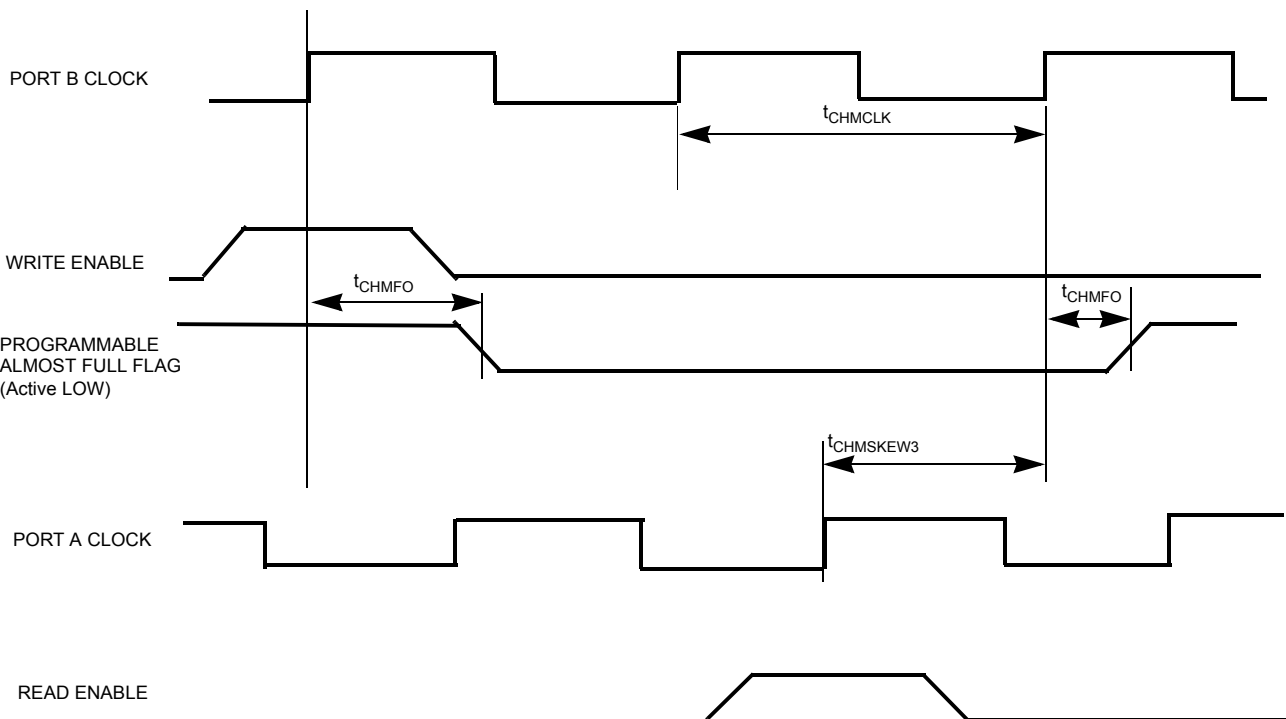 PORT B CLOCK
tCHMCLK
WRITE ENABLE
tCHMFO
tCHMFO
PROGRAMMABLE
ALMOST FULL FLAG
(Active LOW)
tCHMSKEW3
PORT A CLOCK
READ ENABLE